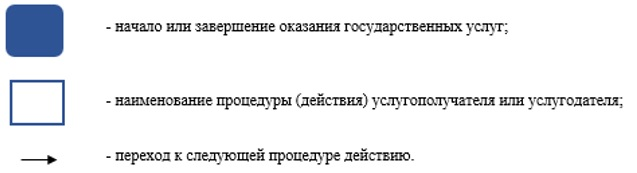 - начало или завершение оказания государственных услуг;
- наименование процедуры (действия) услугополучателя или услугодателя;
- переход к следующей процедуре действию.